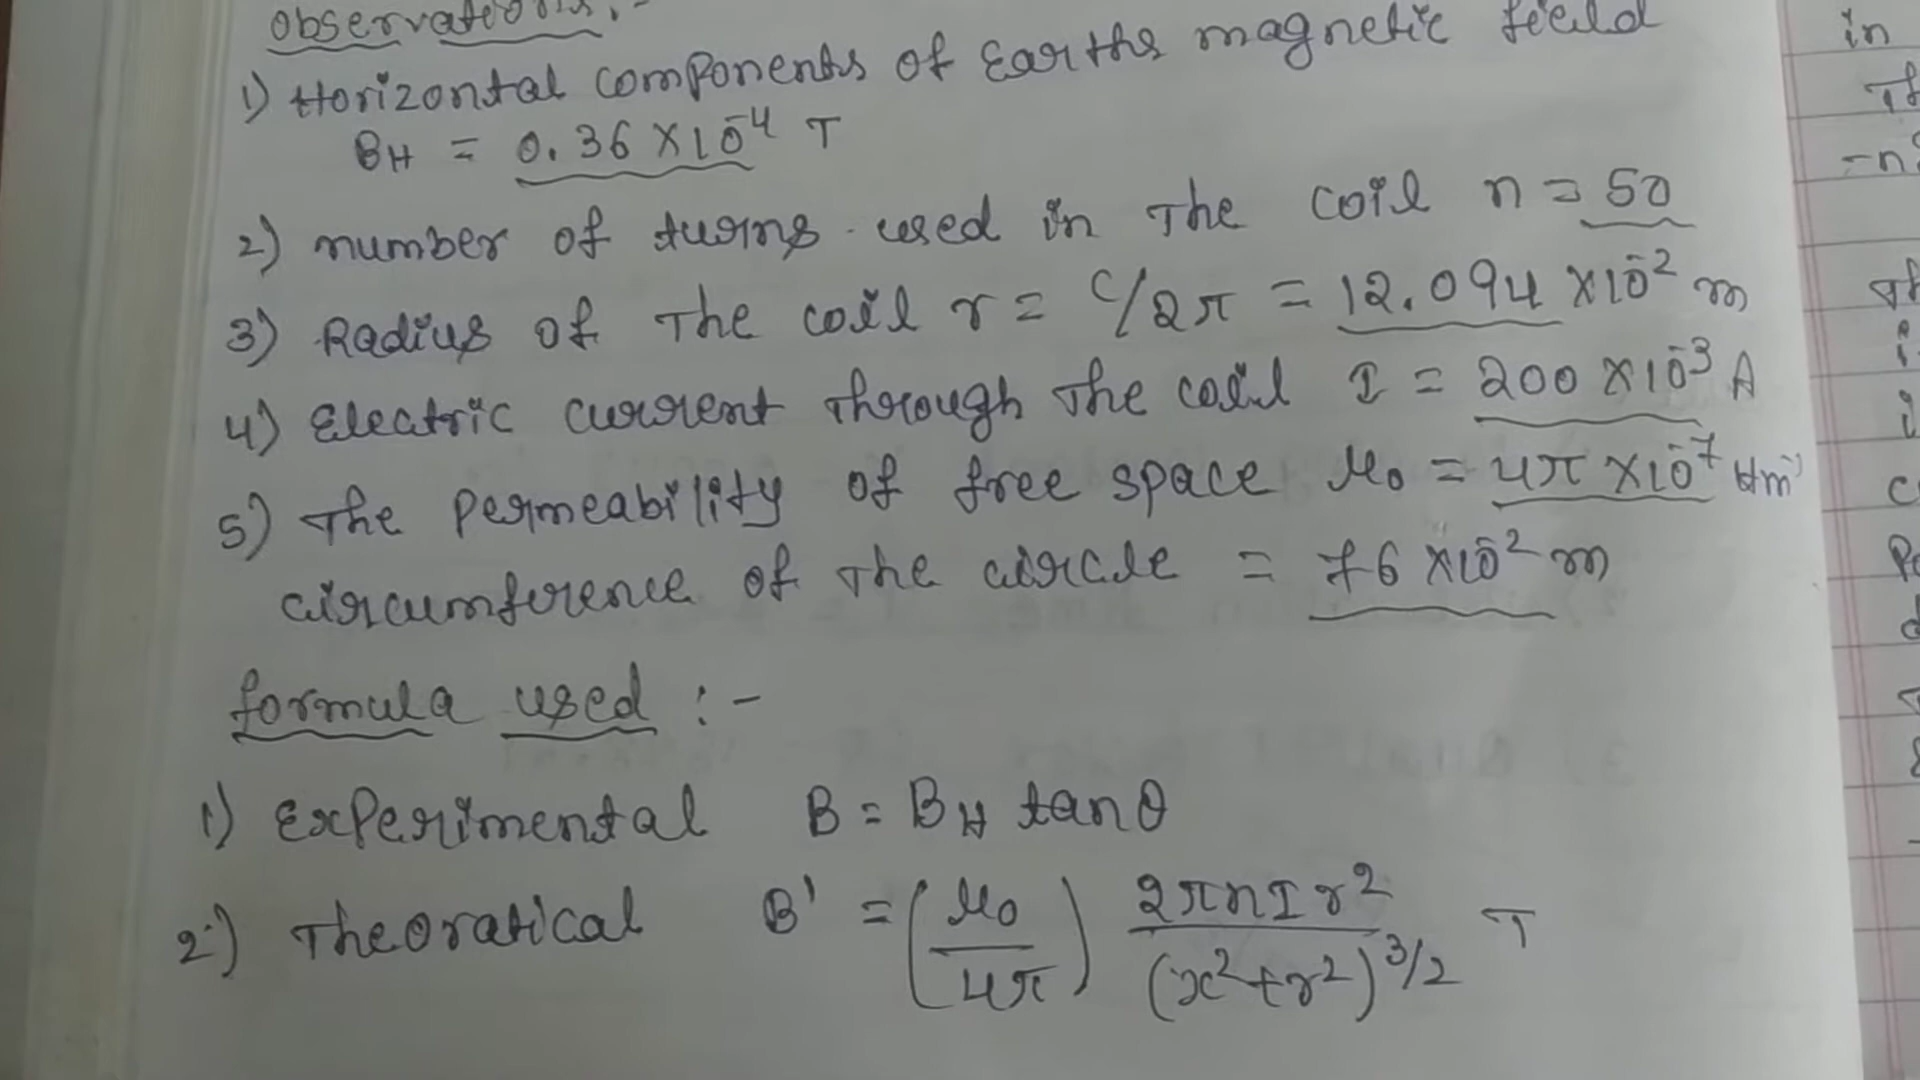 Observations:-
1) Horizontal components of Earths magnetic feild
BH = 0.36 × 10⁻⁴ T
2) number of turns used in the coil n = 50
3) Radius of the coil r = C/2π = 12.094 × 10⁻² m
4) Electric current through the coil I = 200 × 10⁻³ A
5) The permeability of free space μ₀ = 4π × 10⁻⁷ Hm⁻¹
circumference of the circle = 76 × 10⁻² m
formula used :-
1) Experimental B = BH tanθ
2) Theoratical B' = (μ₀/4π) 2πnIr²/(x²+r²)^3/2 T
in